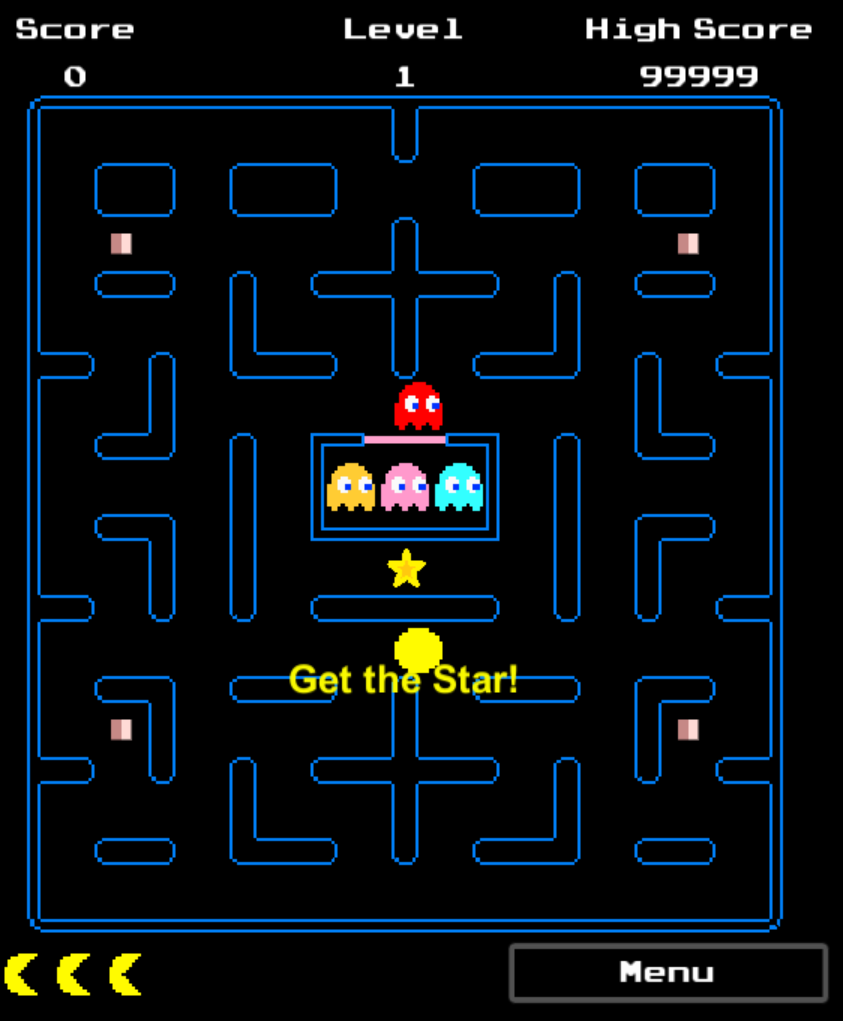 Score Level High Score
0 1 99999
Get the Star!
Menu